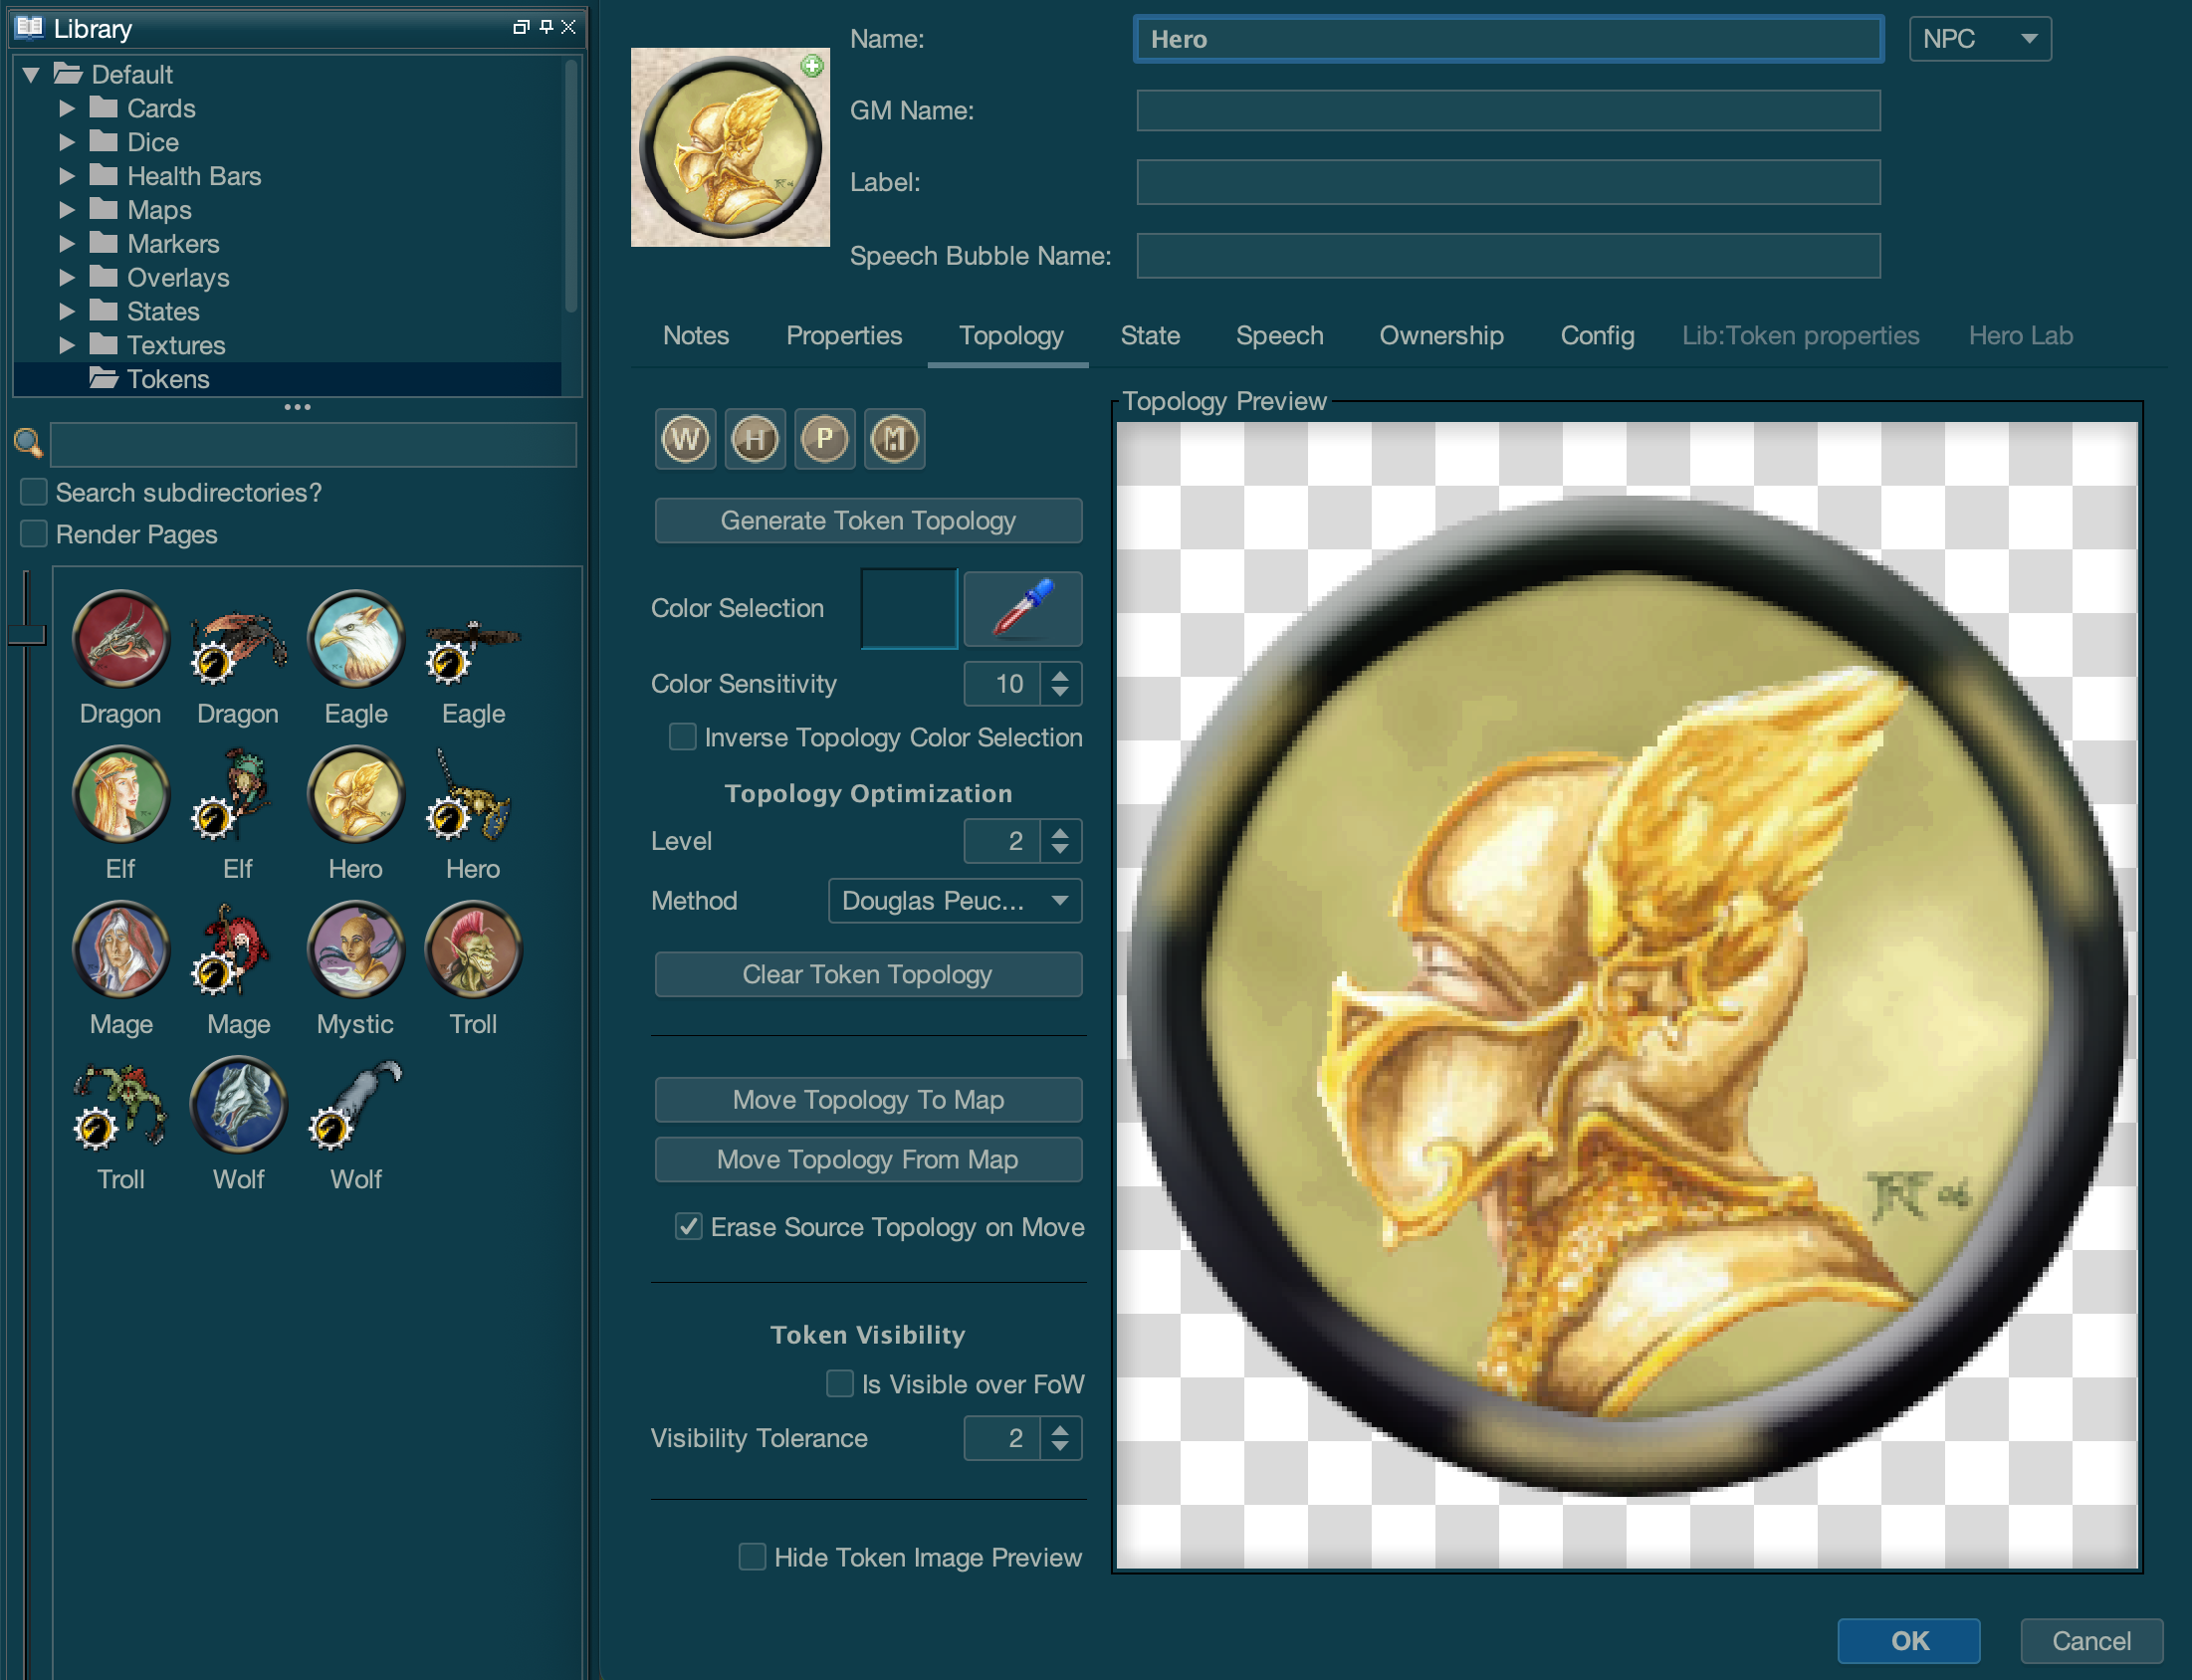 Library
Default
Cards
Dice
Health Bars
Maps
Markers
Overlays
States
Textures
Tokens
Search subdirectories?
Render Pages
Dragon Dragon Eagle Eagle
Elf Elf Hero Hero
Mage Mage Mystic Troll
Troll Wolf Wolf
Name: Hero NPC
GM Name:
Label:
Speech Bubble Name:
Notes Properties Topology State Speech Ownership Config Lib:Token properties Hero Lab
W H P M
Generate Token Topology
Color Selection
Color Sensitivity 10
Inverse Topology Color Selection
Topology Optimization
Level 2
Method Douglas Peuc...
Clear Token Topology
Move Topology To Map
Move Topology From Map
Erase Source Topology on Move
Token Visibility
Is Visible over FoW
Visibility Tolerance 2
Hide Token Image Preview
Topology Preview
OK Cancel